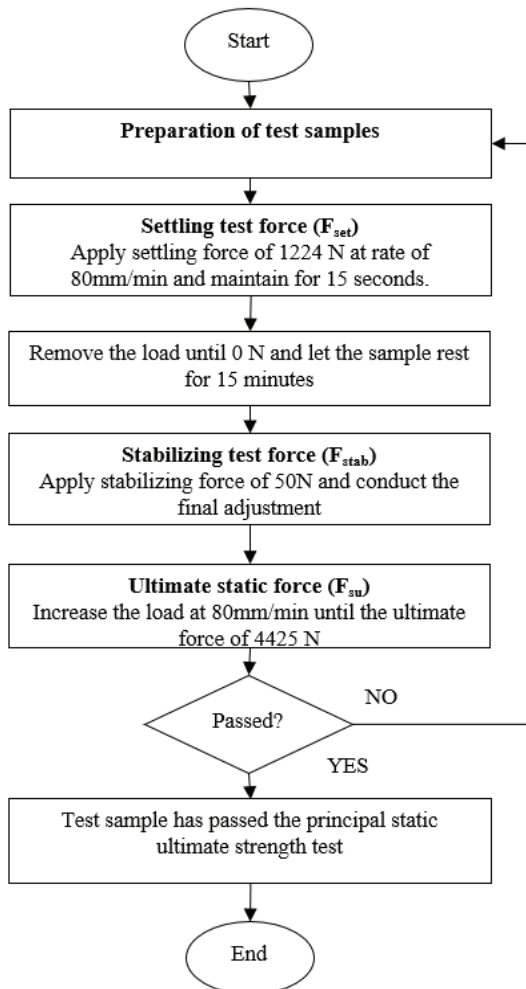 Start
Preparation of test samples
Settling test force (Fset)
Apply settling force of 1224 N at rate of
80mm/min and maintain for 15 seconds.
Remove the load until 0 N and let the sample rest
for 15 minutes
Stabilizing test force (Fstab)
Apply stabilizing force of 50N and conduct the
final adjustment
Ultimate static force (Fsu)
Increase the load at 80mm/min until the ultimate
force of 4425 N
Passed?
NO
YES
Test sample has passed the principal static
ultimate strength test
End